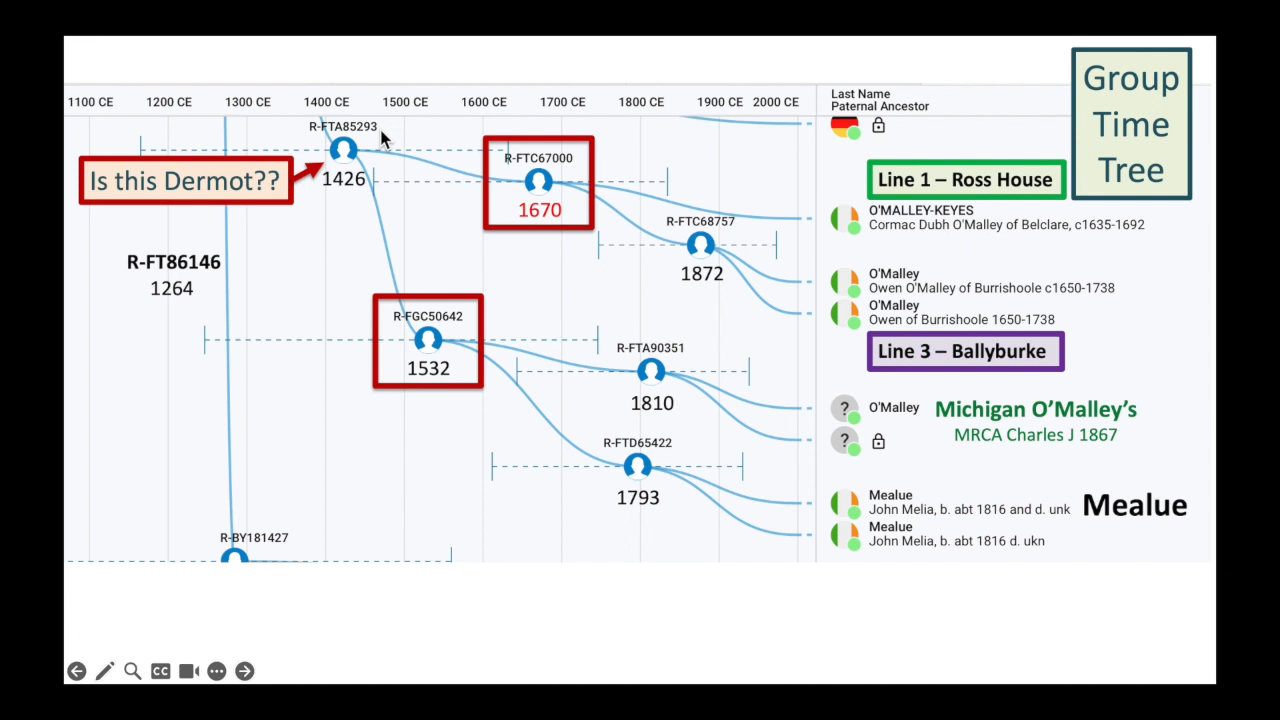 Group
Time
Tree
1100 CE 1200 CE 1300 CE 1400 CE 1500 CE 1600 CE 1700 CE 1800 CE 1900 CE 2000 CE
Last Name
Paternal Ancestor
R-FTA85293
1426
Is this Dermot??
R-FTC67000
1670
Line 1 – Ross House
O'MALLEY-KEYES
Cormac Dubh O'Malley of Belclare, c1635-1692
R-FTC68757
1872
R-FT86146
1264
O'Malley
Owen O'Malley of Burrishoole c1650-1738
O'Malley
Owen of Burrishoole 1650-1738
R-FGC50642
1532
Line 3 – Ballyburke
R-FTA90351
1810
? O'Malley
Michigan O’Malley’s
MRCA Charles J 1867
?
R-FTD65422
1793
Mealue
John Melia, b. abt 1816 and d. unk
Mealue
Mealue
John Melia, b. abt 1816 d. ukn
R-BY181427
CC